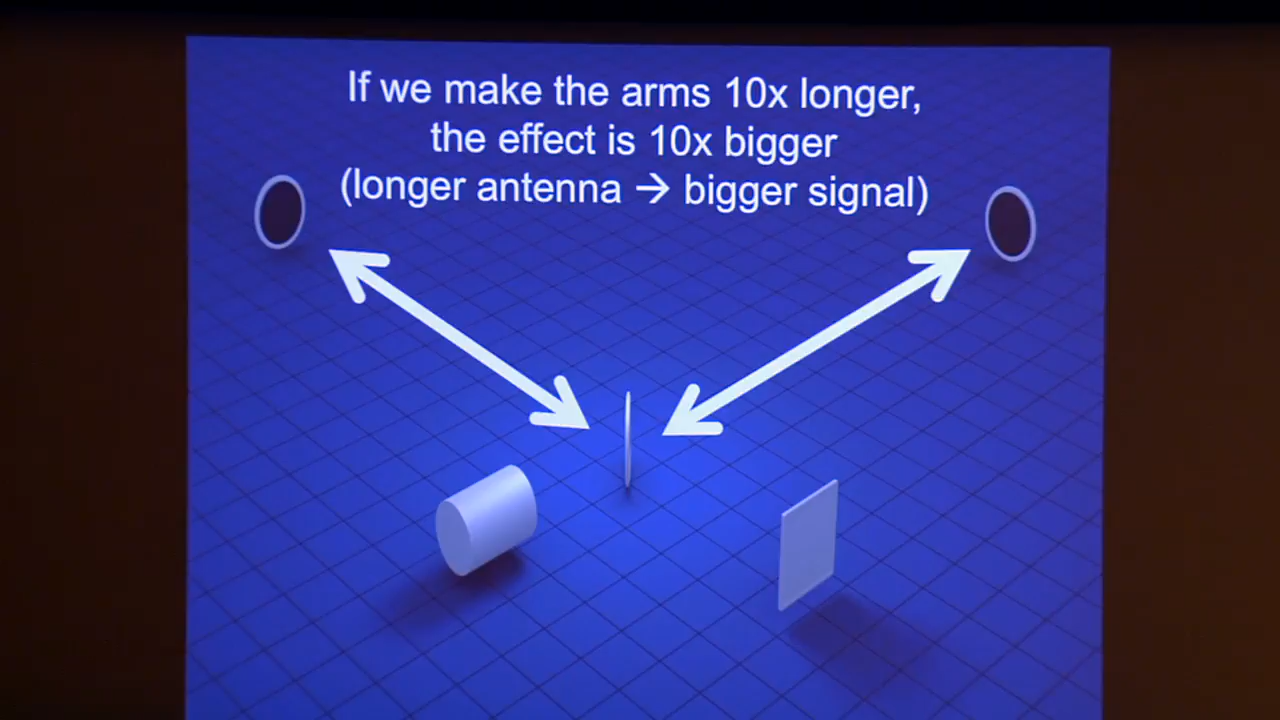 If we make the arms 10x longer,
the effect is 10x bigger
(longer antenna → bigger signal)